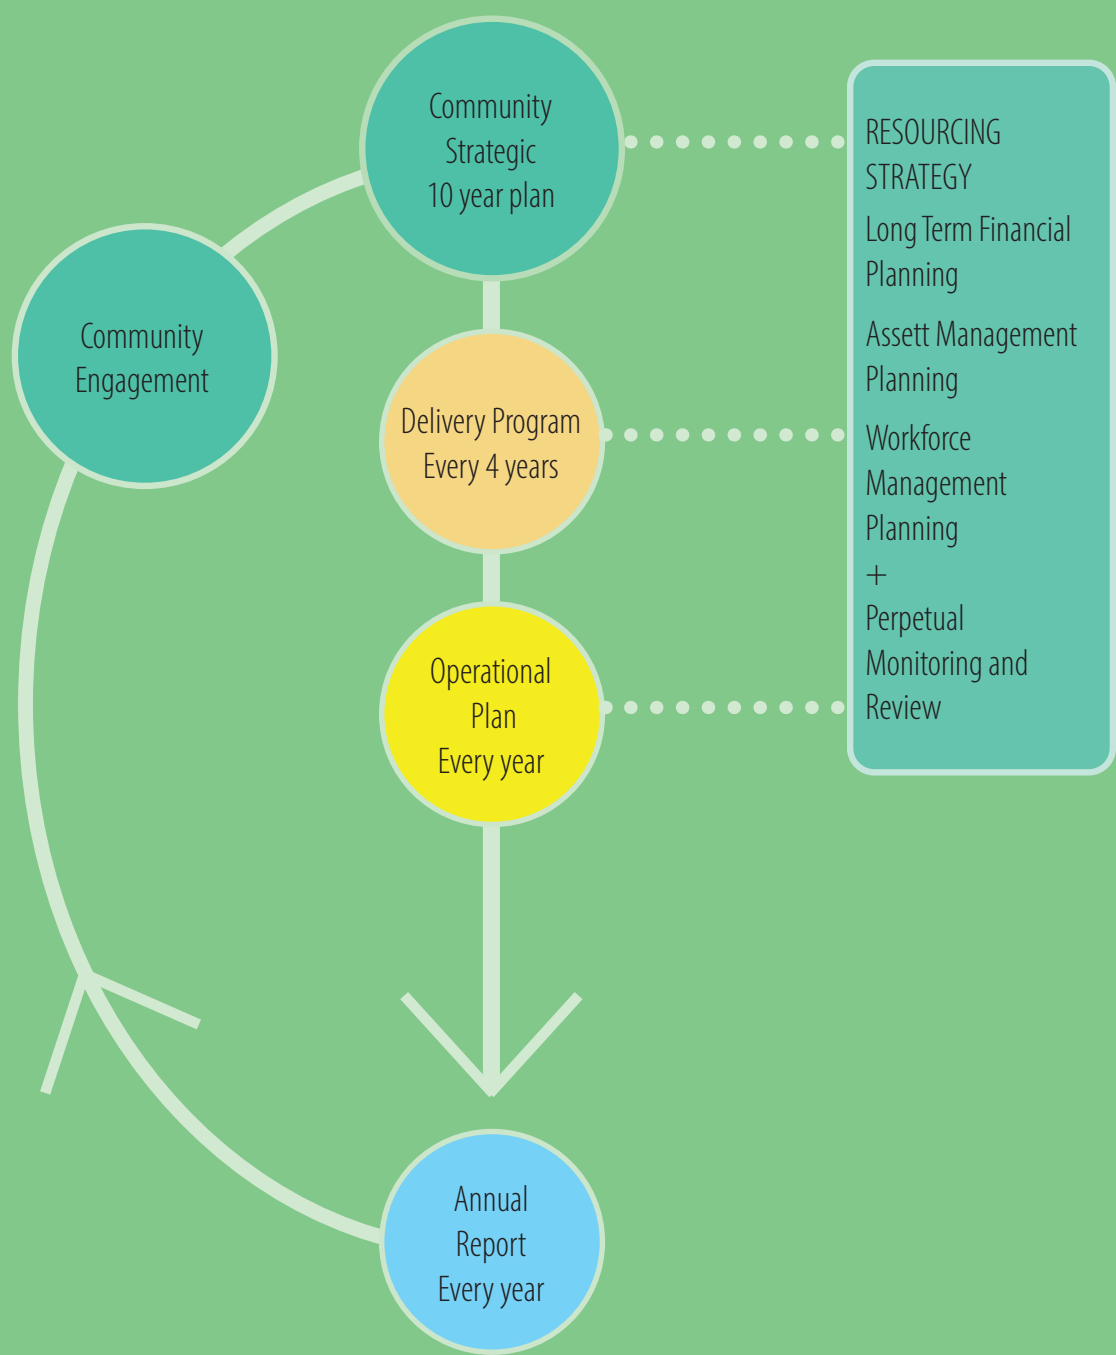 Community
Strategic
10 year plan
Community
Engagement
Delivery Program
Every 4 years
Operational
Plan
Every year
Annual
Report
Every year
RESOURCING
STRATEGY
Long Term Financial
Planning
Assett Management
Planning
Workforce
Management
Planning
+
Perpetual
Monitoring and
Review